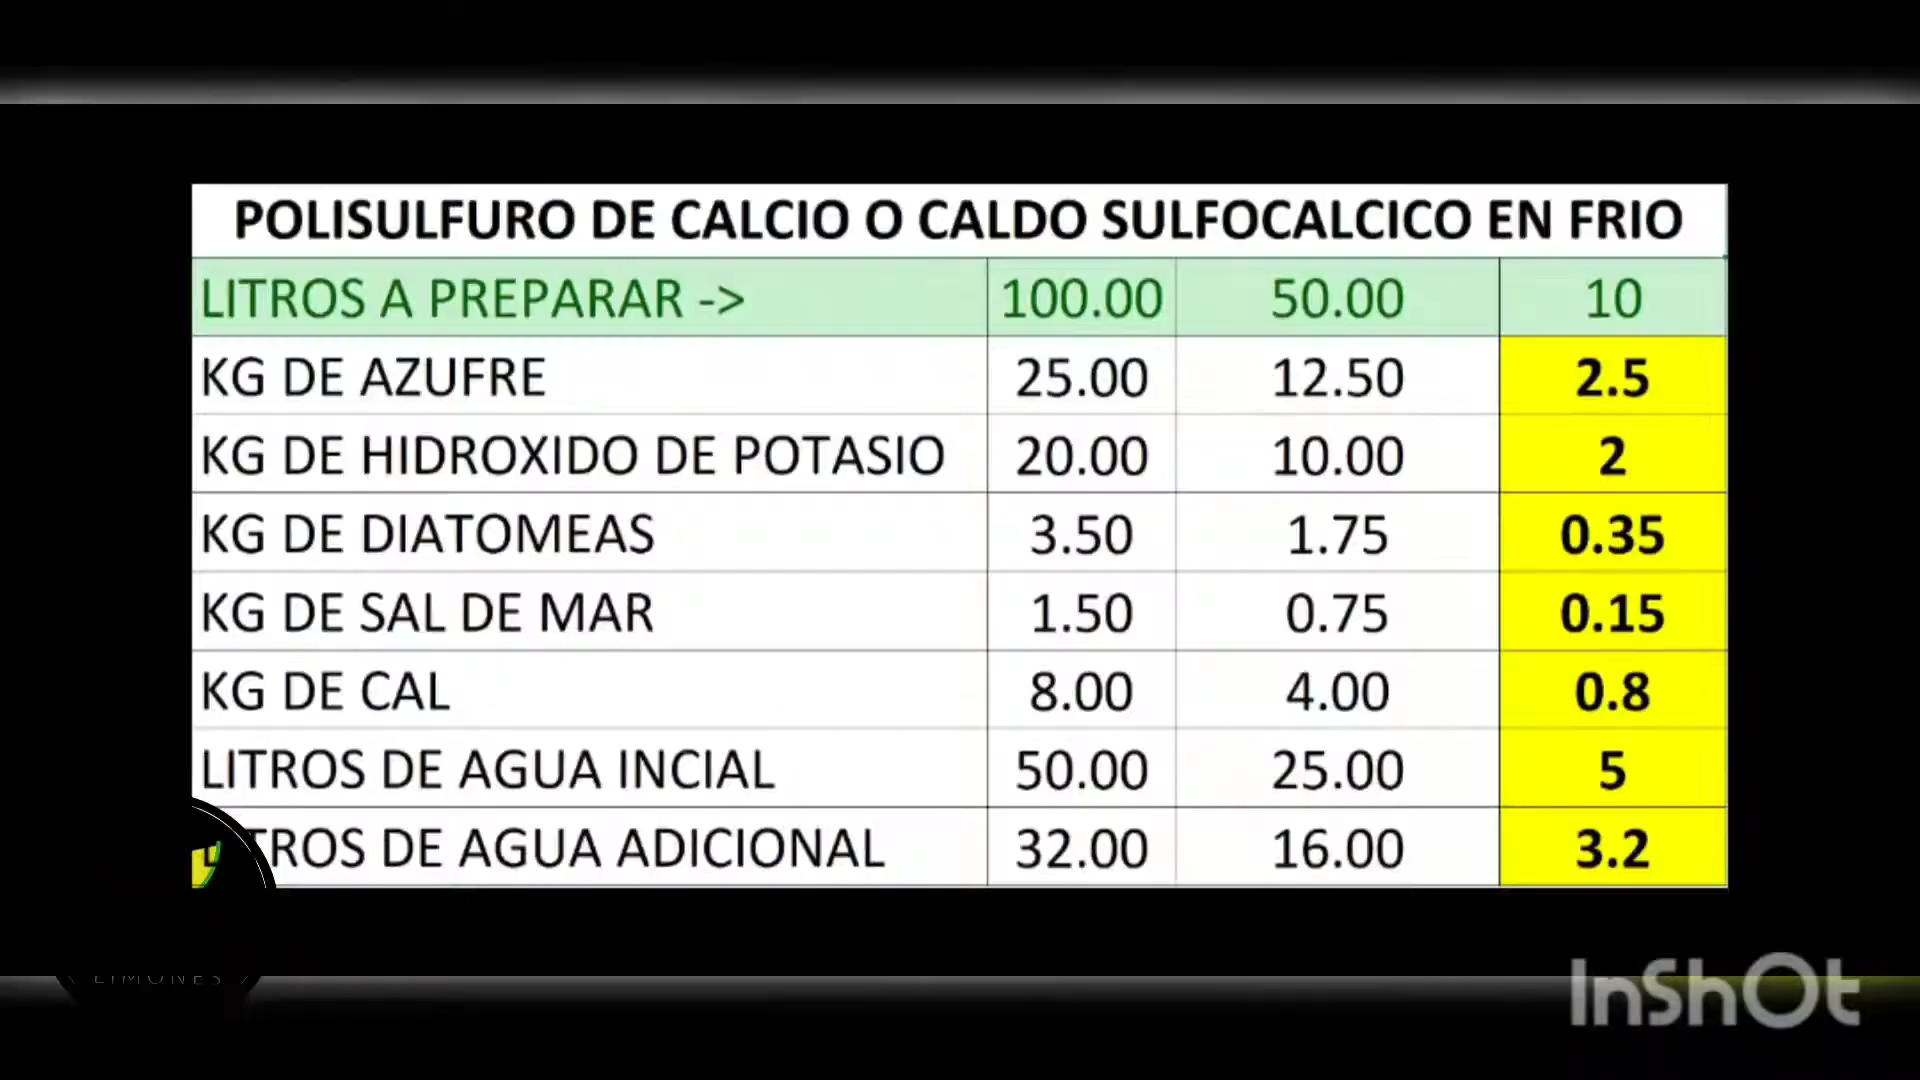 POLISULFURO DE CALCIO O CALDO SULFOCALCICO EN FRIO
LITROS A PREPARAR -> 100.00 50.00 10
KG DE AZUFRE 25.00 12.50 2.5
KG DE HIDROXIDO DE POTASIO 20.00 10.00 2
KG DE DIATOMEAS 3.50 1.75 0.35
KG DE SAL DE MAR 1.50 0.75 0.15
KG DE CAL 8.00 4.00 0.8
LITROS DE AGUA INCIAL 50.00 25.00 5
DE AGUA ADICIONAL 32.00 16.00 3.2
LIMONES
InShOt